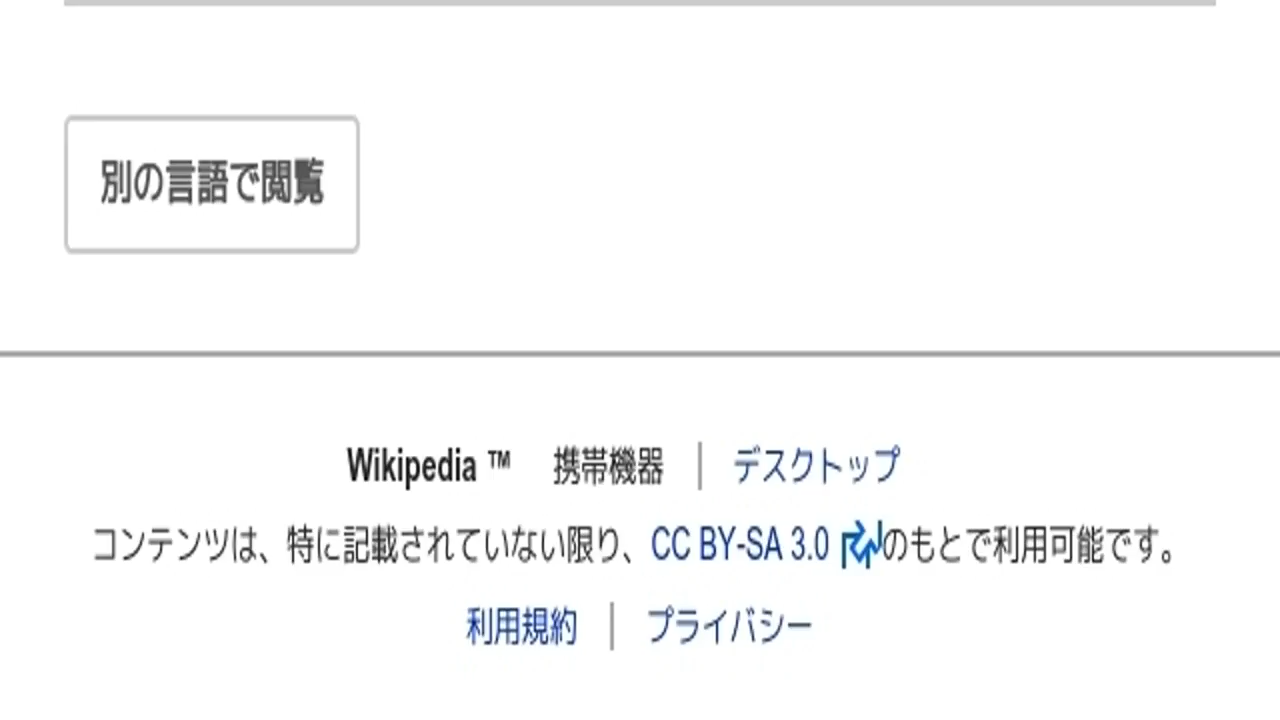 別の言語で閲覧
Wikipedia ™ 携帯機器 | デスクトップ
コンテンツは、特に記載されていない限り、CC BY-SA 3.0 のもとで利用可能です。
利用規約 | プライバシー